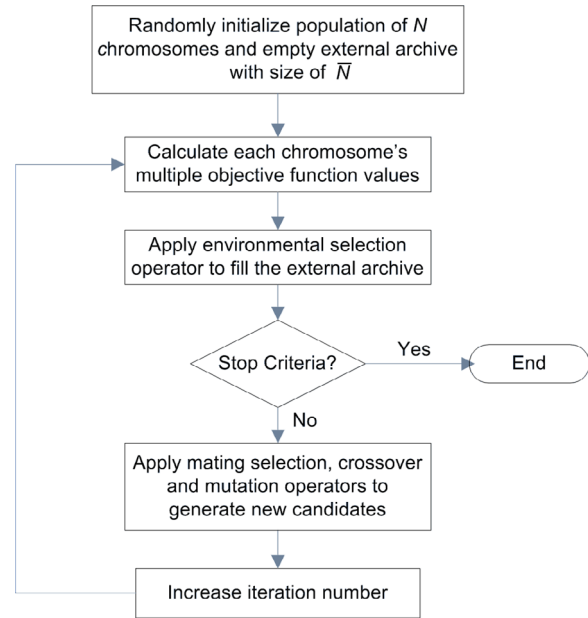 Randomly initialize population of N
chromosomes and empty external archive
with size of N̅
Calculate each chromosome's
multiple objective function values
Apply environmental selection
operator to fill the external archive
Stop Criteria?
Yes
End
No
Apply mating selection, crossover
and mutation operators to
generate new candidates
Increase iteration number